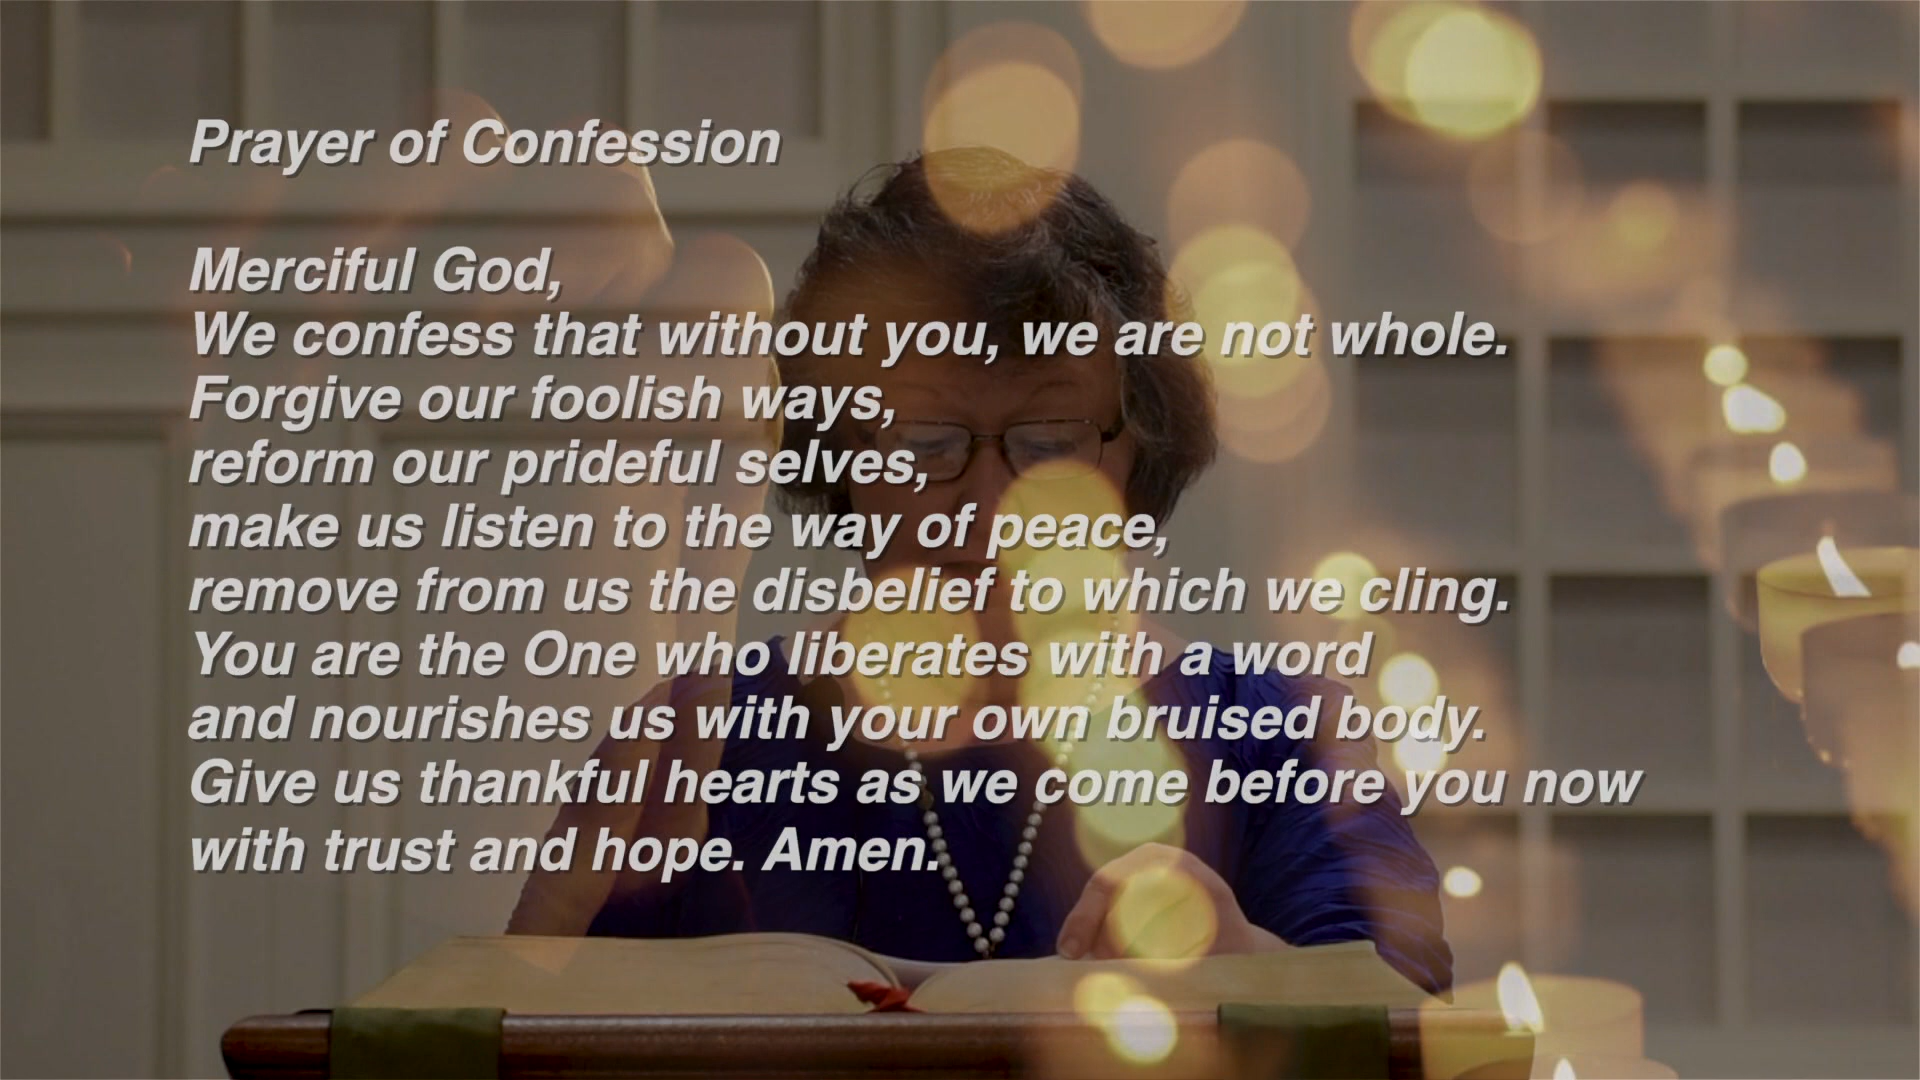 Prayer of Confession
Merciful God,
We confess that without you, we are not whole.
Forgive our foolish ways,
reform our prideful selves,
make us listen to the way of peace,
remove from us the disbelief to which we cling.
You are the One who liberates with a word
and nourishes us with your own bruised body.
Give us thankful hearts as we come before you now
with trust and hope. Amen.